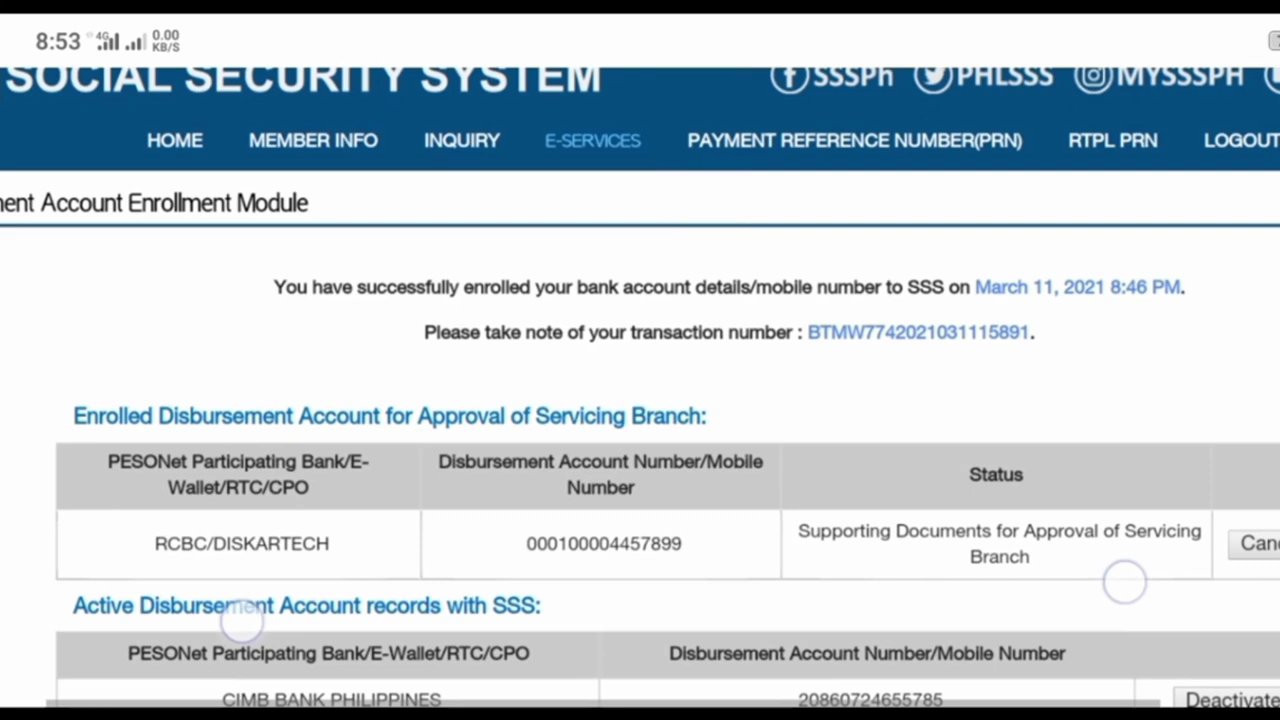 8:53 4G 0.00 KB/S
SOCIAL SECURITY SYSTEM SSSPh PHLSSS MYSSSPH
HOME MEMBER INFO INQUIRY E-SERVICES PAYMENT REFERENCE NUMBER(PRN) RTPL PRN LOGOUT
ment Account Enrollment Module
You have successfully enrolled your bank account details/mobile number to SSS on March 11, 2021 8:46 PM.
Please take note of your transaction number : BTMW7742021031115891.
Enrolled Disbursement Account for Approval of Servicing Branch:
PESONet Participating Bank/E-
Wallet/RTC/CPO
Disbursement Account Number/Mobile
Number
Status
RCBC/DISKARTECH
000100004457899
Supporting Documents for Approval of Servicing
Branch
Canc
Active Disbursement Account records with SSS:
PESONet Participating Bank/E-Wallet/RTC/CPO Disbursement Account Number/Mobile Number
CIMB BANK PHILIPPINES 20860724655785 Deactivate